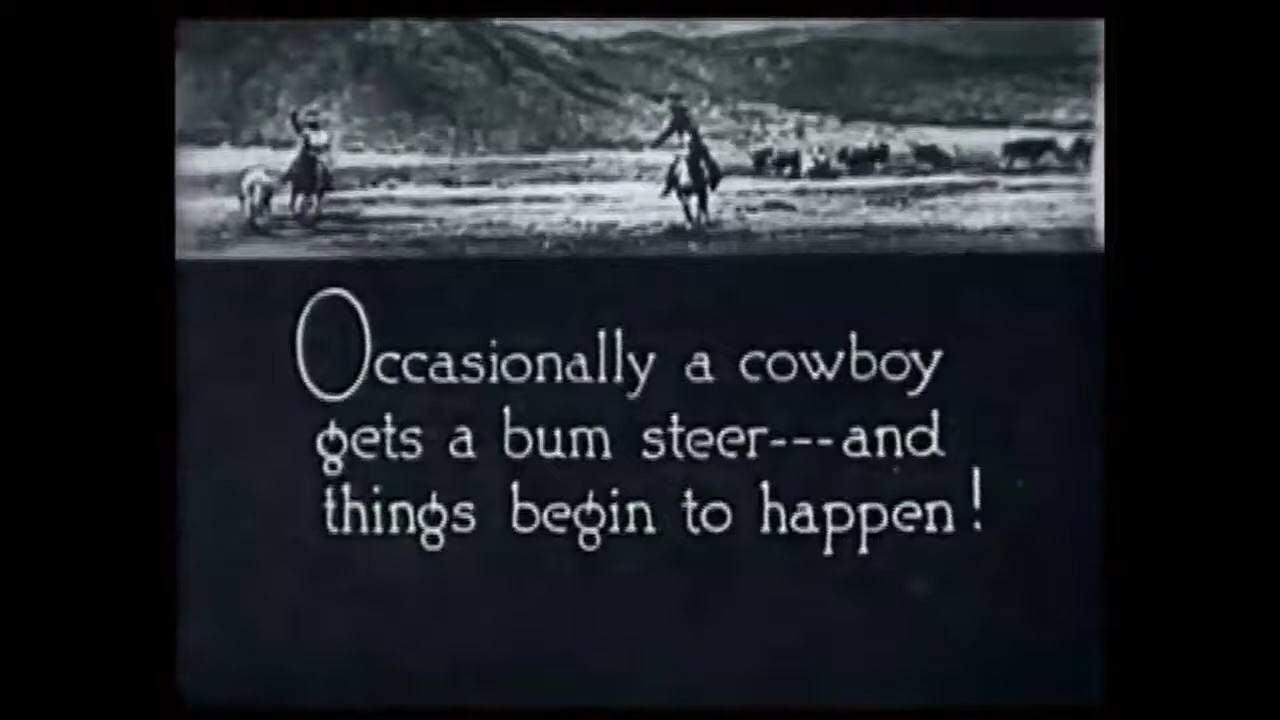 Occasionally a cowboy
gets a bum steer---and
things begin to happen!